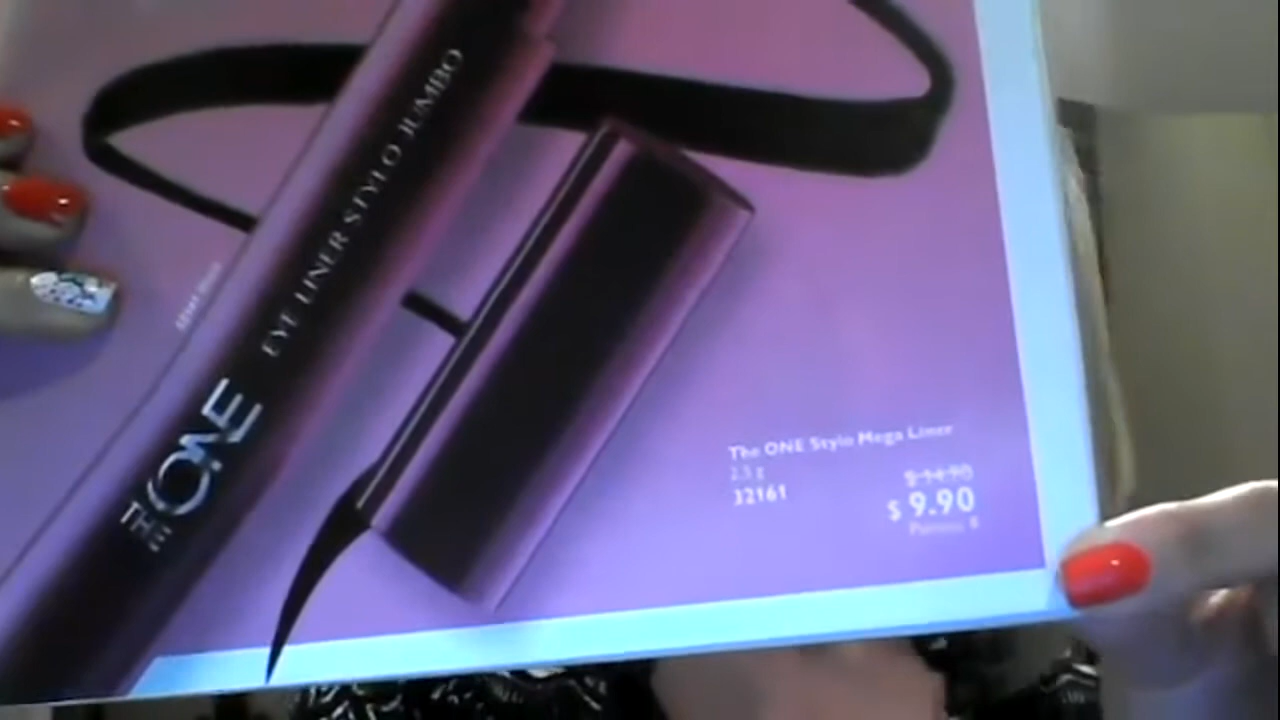 THE ONE EYE LINER STYLO JUMBO
The ONE Stylo Mega Liner
2.5 g
32161
$ 14.90
$ 9.90